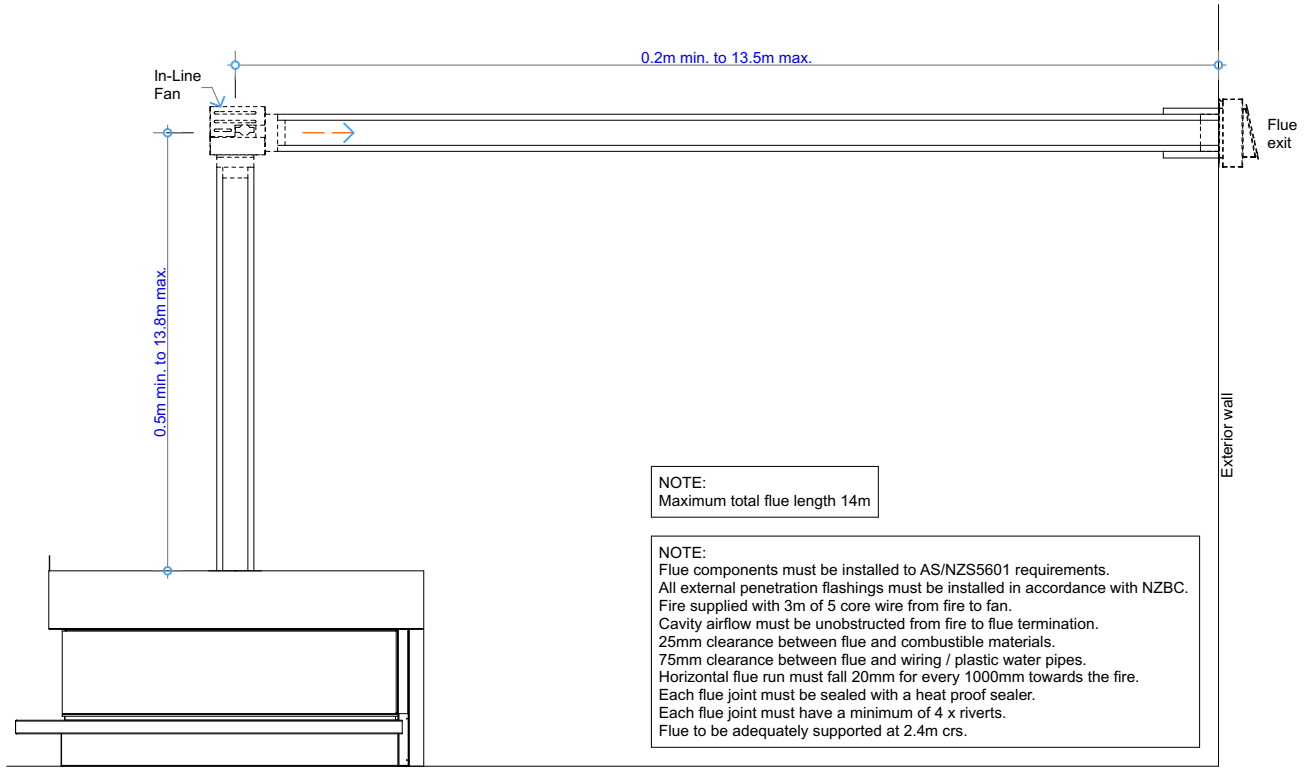 0.2m min. to 13.5m max.
In-Line
Fan
Flue
exit
0.5m min. to 13.8m max.
Exterior wall
NOTE:
Maximum total flue length 14m
NOTE:
Flue components must be installed to AS/NZS5601 requirements.
All external penetration flashings must be installed in accordance with NZBC.
Fire supplied with 3m of 5 core wire from fire to fan.
Cavity airflow must be unobstructed from fire to flue termination.
25mm clearance between flue and combustible materials.
75mm clearance between flue and wiring / plastic water pipes.
Horizontal flue run must fall 20mm for every 1000mm towards the fire.
Each flue joint must be sealed with a heat proof sealer.
Each flue joint must have a minimum of 4 x riverts.
Flue to be adequately supported at 2.4m crs.